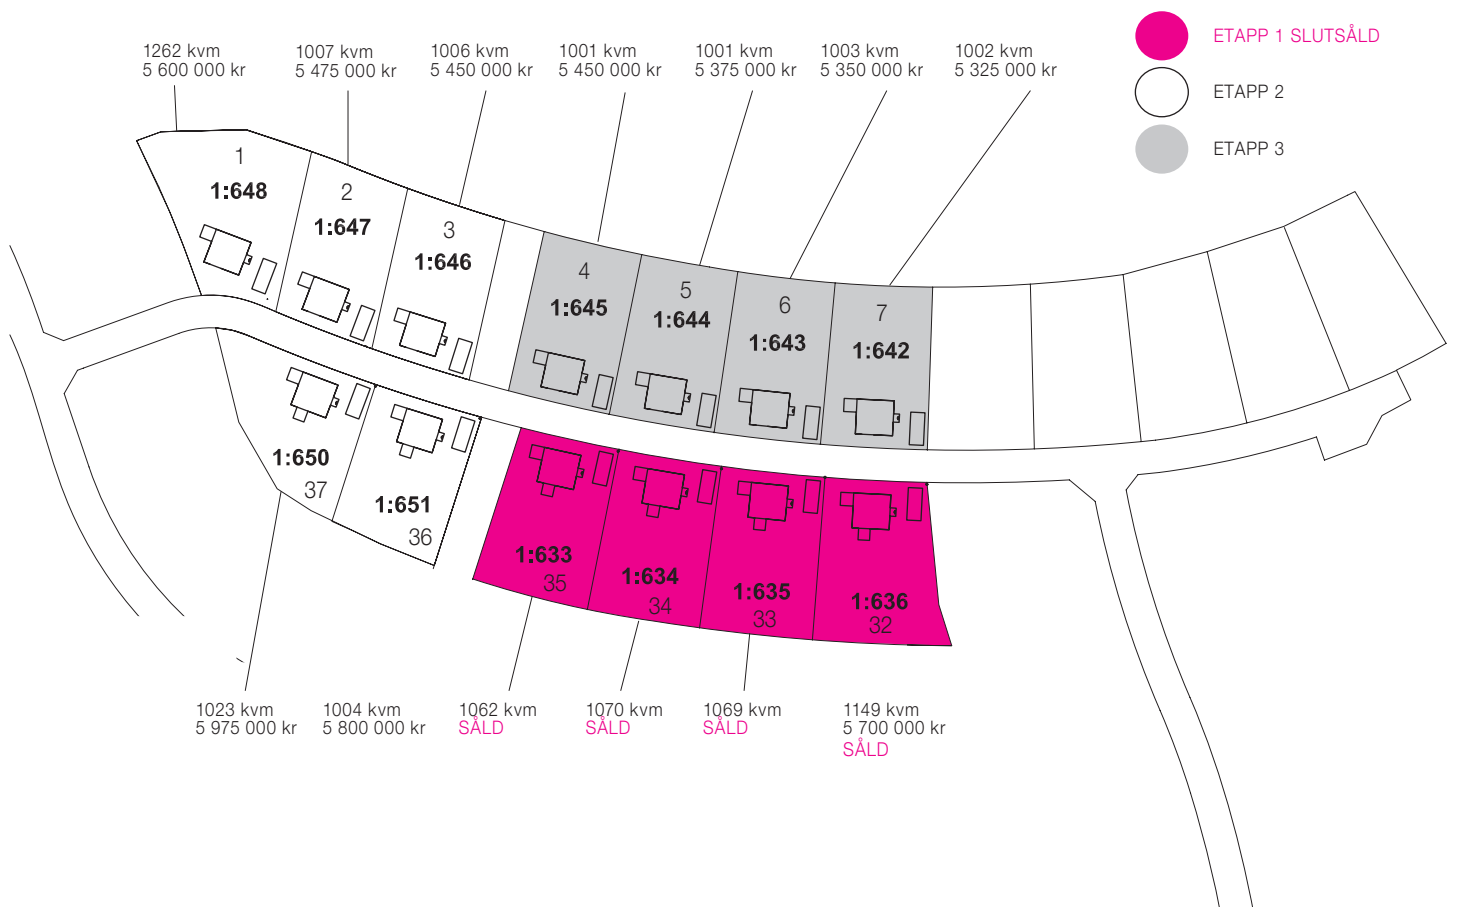 ETAPP 1 SLUTSÅLD
ETAPP 2
ETAPP 3
1262 kvm
5 600 000 kr
1007 kvm
5 475 000 kr
1006 kvm
5 450 000 kr
1001 kvm
5 450 000 kr
1001 kvm
5 375 000 kr
1003 kvm
5 350 000 kr
1002 kvm
5 325 000 kr
1
1:648
2
1:647
3
1:646
4
1:645
5
1:644
6
1:643
7
1:642
1:650
37
1:651
36
1:633
35
1:634
34
1:635
33
1:636
32
1023 kvm
5 975 000 kr
1004 kvm
5 800 000 kr
1062 kvm
SÅLD
1070 kvm
SÅLD
1069 kvm
SÅLD
1149 kvm
5 700 000 kr
SÅLD